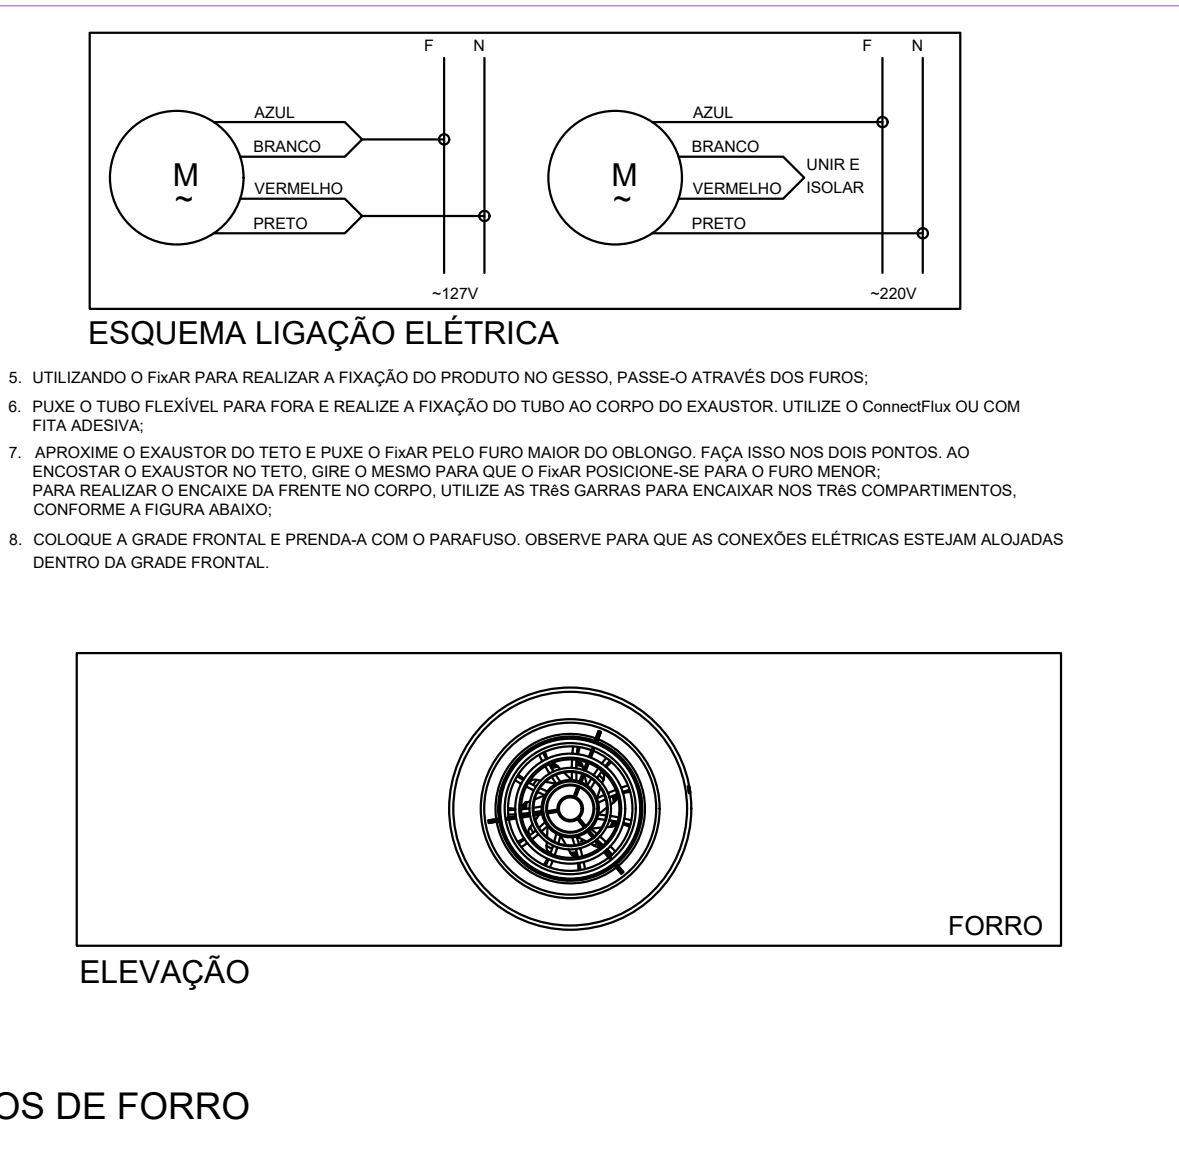 F N
AZUL
BRANCO
M
~
VERMELHO
PRETO
~127V
F N
AZUL
BRANCO
UNIR E
M
~
VERMELHO
ISOLAR
PRETO
~220V
ESQUEMA LIGAÇÃO ELÉTRICA
5. UTILIZANDO O FixAR PARA REALIZAR A FIXAÇÃO DO PRODUTO NO GESSO, PASSE-O ATRAVÉS DOS FUROS;
6. PUXE O TUBO FLEXÍVEL PARA FORA E REALIZE A FIXAÇÃO DO TUBO AO CORPO DO EXAUSTOR. UTILIZE O ConnectFlux OU COM
FITA ADESIVA;
7. APROXIME O EXAUSTOR DO TETO E PUXE O FixAR PELO FURO MAIOR DO OBLONGO. FAÇA ISSO NOS DOIS PONTOS. AO
ENCOSTAR O EXAUSTOR NO TETO, GIRE O MESMO PARA QUE O FixAR POSICIONE-SE PARA O FURO MENOR;
PARA REALIZAR O ENCAIXE DA FRENTE NO CORPO, UTILIZE AS TRêS GARRAS PARA ENCAIXAR NOS TRêS COMPARTIMENTOS,
CONFORME A FIGURA ABAIXO;
8. COLOQUE A GRADE FRONTAL E PRENDA-A COM O PARAFUSO. OBSERVE PARA QUE AS CONEXÕES ELÉTRICAS ESTEJAM ALOJADAS
DENTRO DA GRADE FRONTAL.
FORRO
ELEVAÇÃO
OS DE FORRO